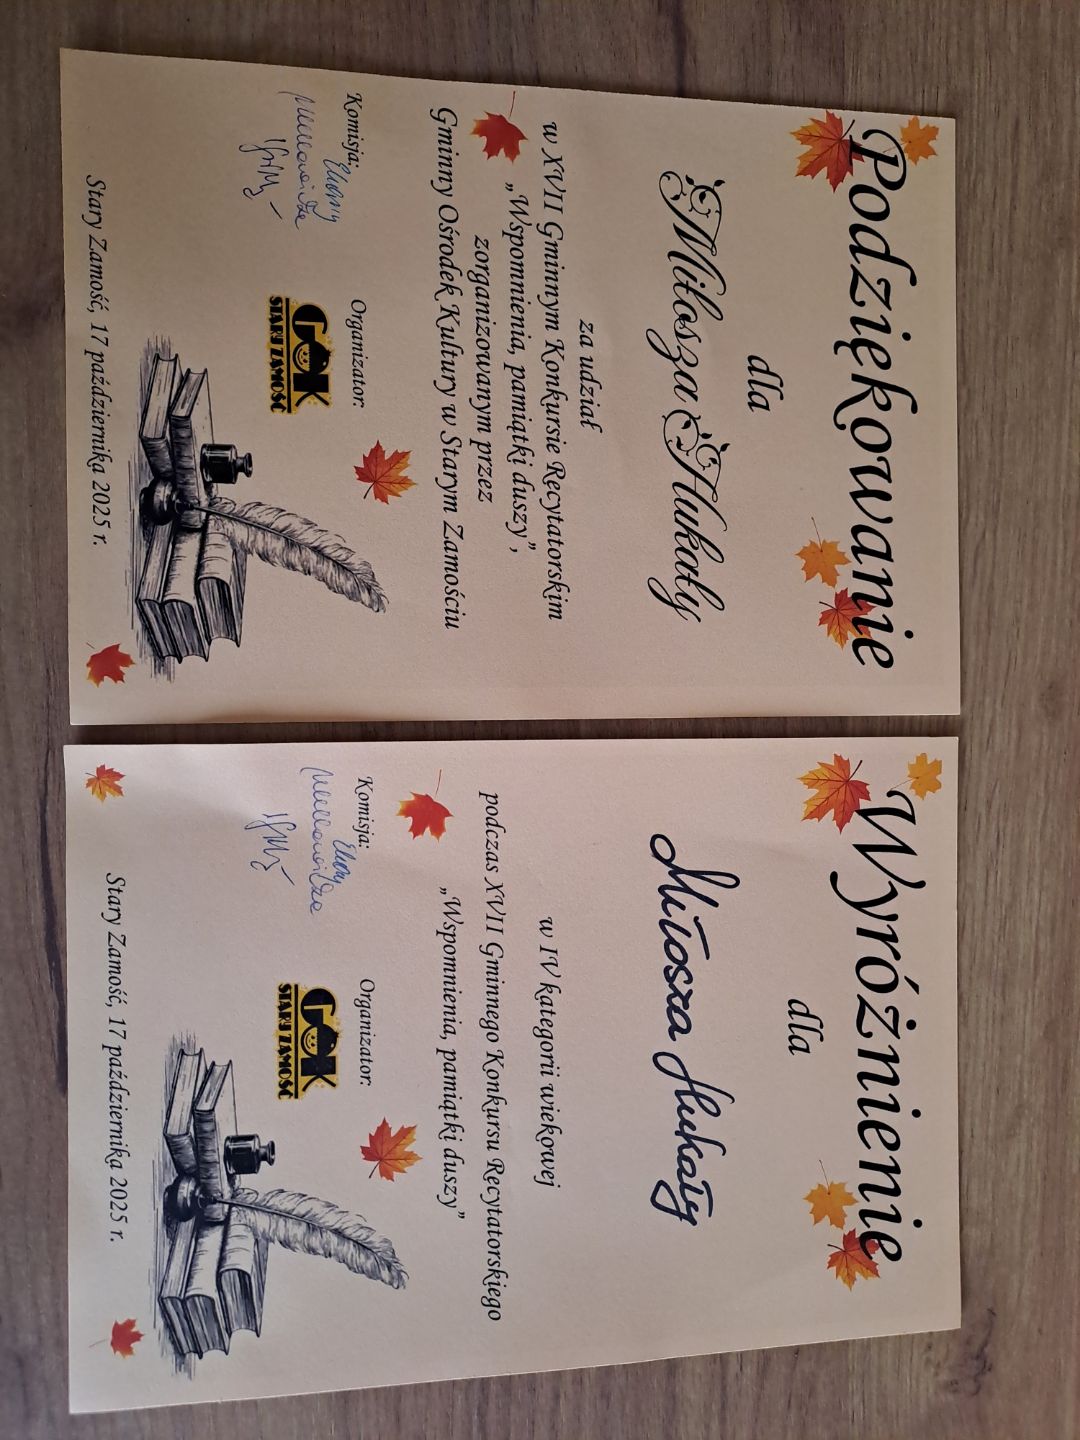 Podziękowanie
dla
Miłosza Hukały
za udział
w XVII Gminnym Konkursie Recytatorskim
„Wspomnienia, pamiątki duszy”,
zorganizowanym przez
Gminny Ośrodek Kultury w Starym Zamościu
Komisja:
Organizator:
GOK
STARY ZAMOŚĆ
Stary Zamość, 17 października 2025 r.
Wyróżnienie
dla
Miłosza Hukały
w IV kategorii wiekowej
podczas XVII Gminnego Konkursu Recytatorskiego
„Wspomnienia, pamiątki duszy”
Komisja:
Organizator:
GOK
STARY ZAMOŚĆ
Stary Zamość, 17 października 2025 r.